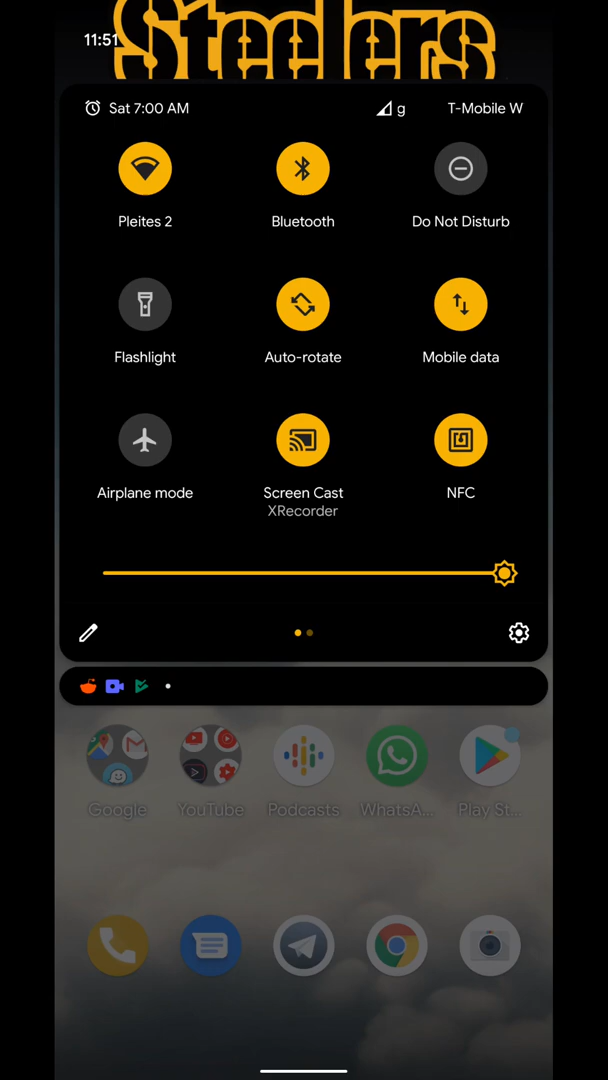 Steelers
11:51
Sat 7:00 AM
g
T-Mobile W
Pleites 2
Bluetooth
Do Not Disturb
Flashlight
Auto-rotate
Mobile data
Airplane mode
Screen Cast
NFC
XRecorder
Google
YouTube
Podcasts
WhatsA...
Play St...